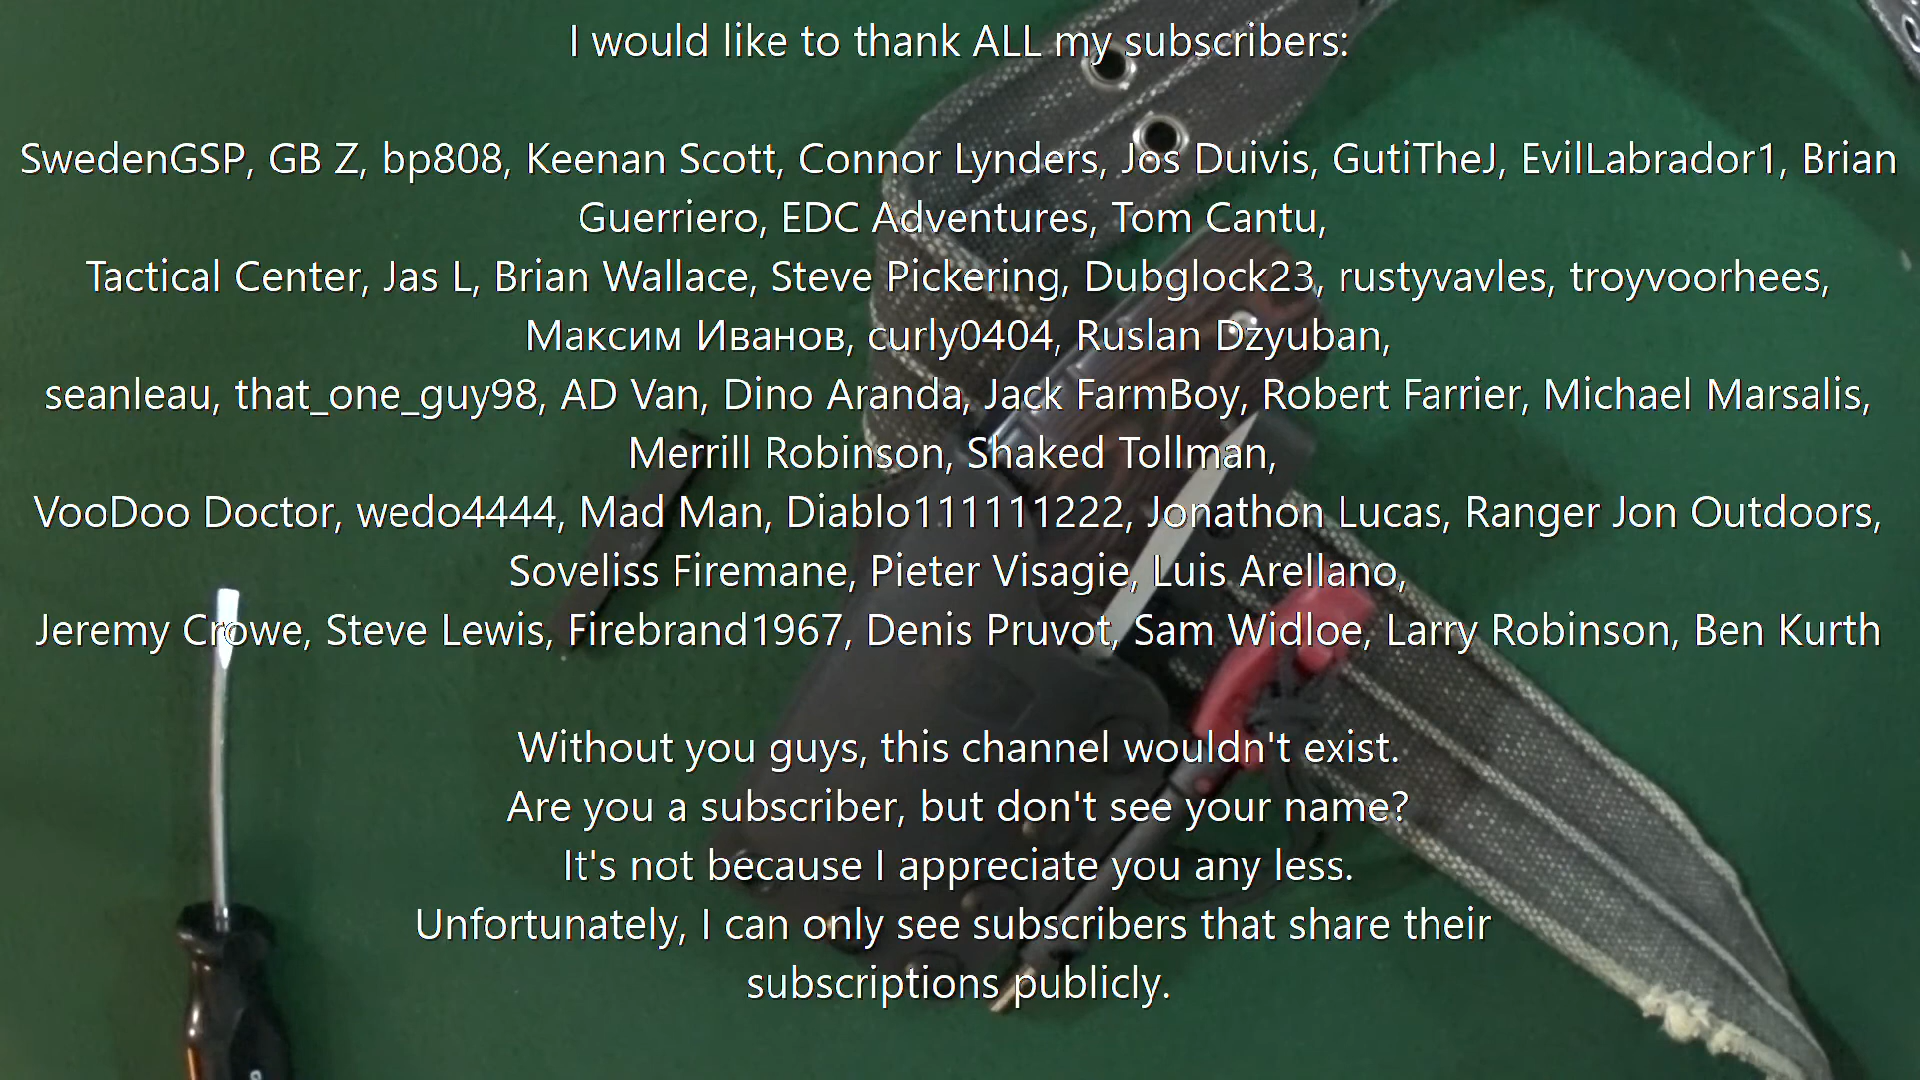 I would like to thank ALL my subscribers:
SwedenGSP, GB Z, bp808, Keenan Scott, Connor Lynders, Jos Duivis, GutiTheJ, EvilLabrador1, Brian
Guerriero, EDC Adventures, Tom Cantu,
Tactical Center, Jas L, Brian Wallace, Steve Pickering, Dubglock23, rustyvavles, troyvoorhees,
Максим Иванов, curly0404, Ruslan Dzyuban,
seanleau, that_one_guy98, AD Van, Dino Aranda, Jack FarmBoy, Robert Farrier, Michael Marsalis,
Merrill Robinson, Shaked Tollman,
VooDoo Doctor, wedo4444, Mad Man, Diablo111111222, Jonathon Lucas, Ranger Jon Outdoors,
Soveliss Firemane, Pieter Visagie, Luis Arellano,
Jeremy Crowe, Steve Lewis, Firebrand1967, Denis Pruvot, Sam Widloe, Larry Robinson, Ben Kurth
Without you guys, this channel wouldn't exist.
Are you a subscriber, but don't see your name?
It's not because I appreciate you any less.
Unfortunately, I can only see subscribers that share their
subscriptions publicly.